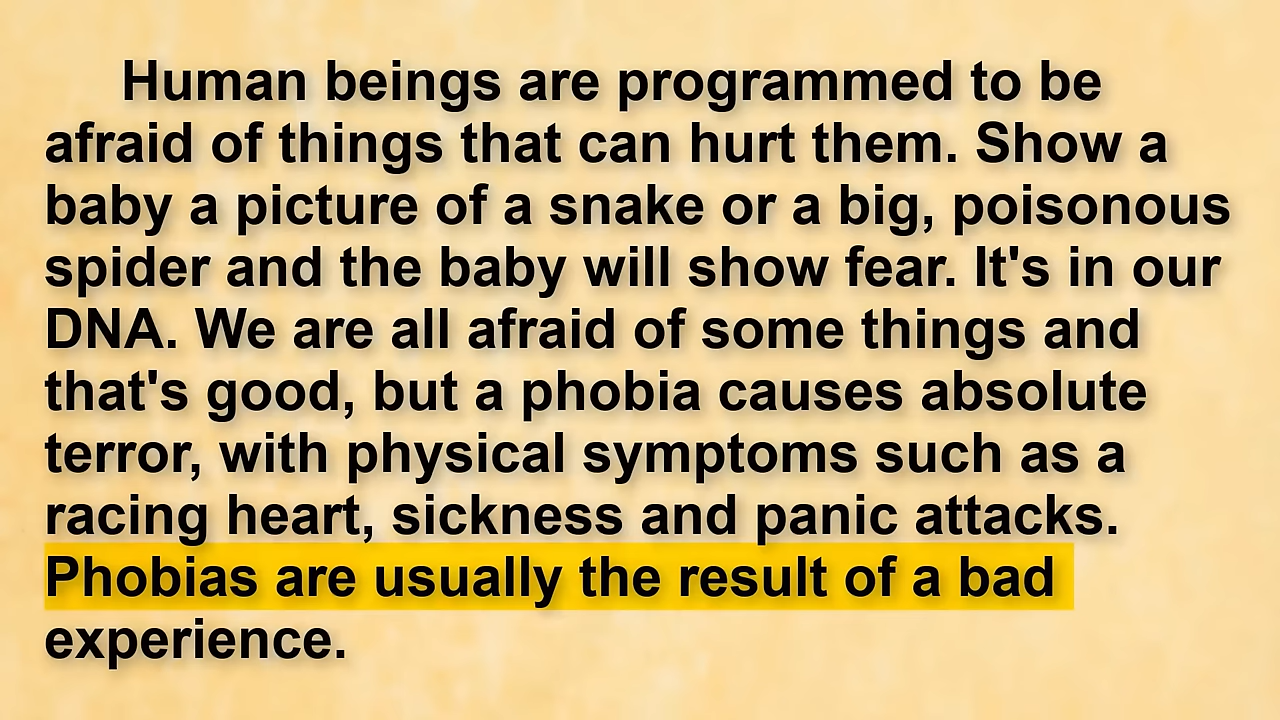 Human beings are programmed to be
afraid of things that can hurt them. Show a
baby a picture of a snake or a big, poisonous
spider and the baby will show fear. It's in our
DNA. We are all afraid of some things and
that's good, but a phobia causes absolute
terror, with physical symptoms such as a
racing heart, sickness and panic attacks.
Phobias are usually the result of a bad
experience.